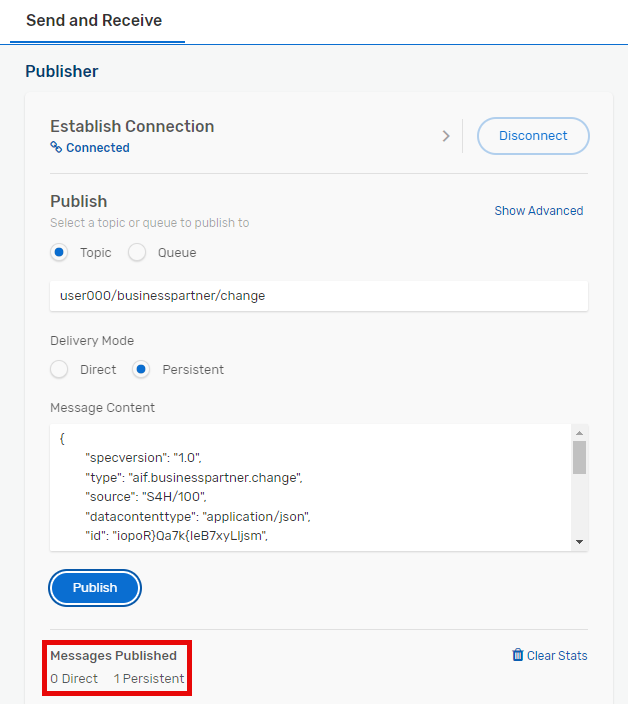 Send and Receive
Publisher
Establish Connection
Connected
Disconnect
Publish
Select a topic or queue to publish to
Show Advanced
Topic Queue
user000/businesspartner/change
Delivery Mode
Direct Persistent
Message Content
{
"specversion": "1.0",
"type": "aif.businesspartner.change",
"source": "S4H/100",
"datacontenttype": "application/json",
"id": "iopoR}Qa7k{IeB7xyLIjsm",
Publish
Messages Published
Clear Stats
0 Direct 1 Persistent